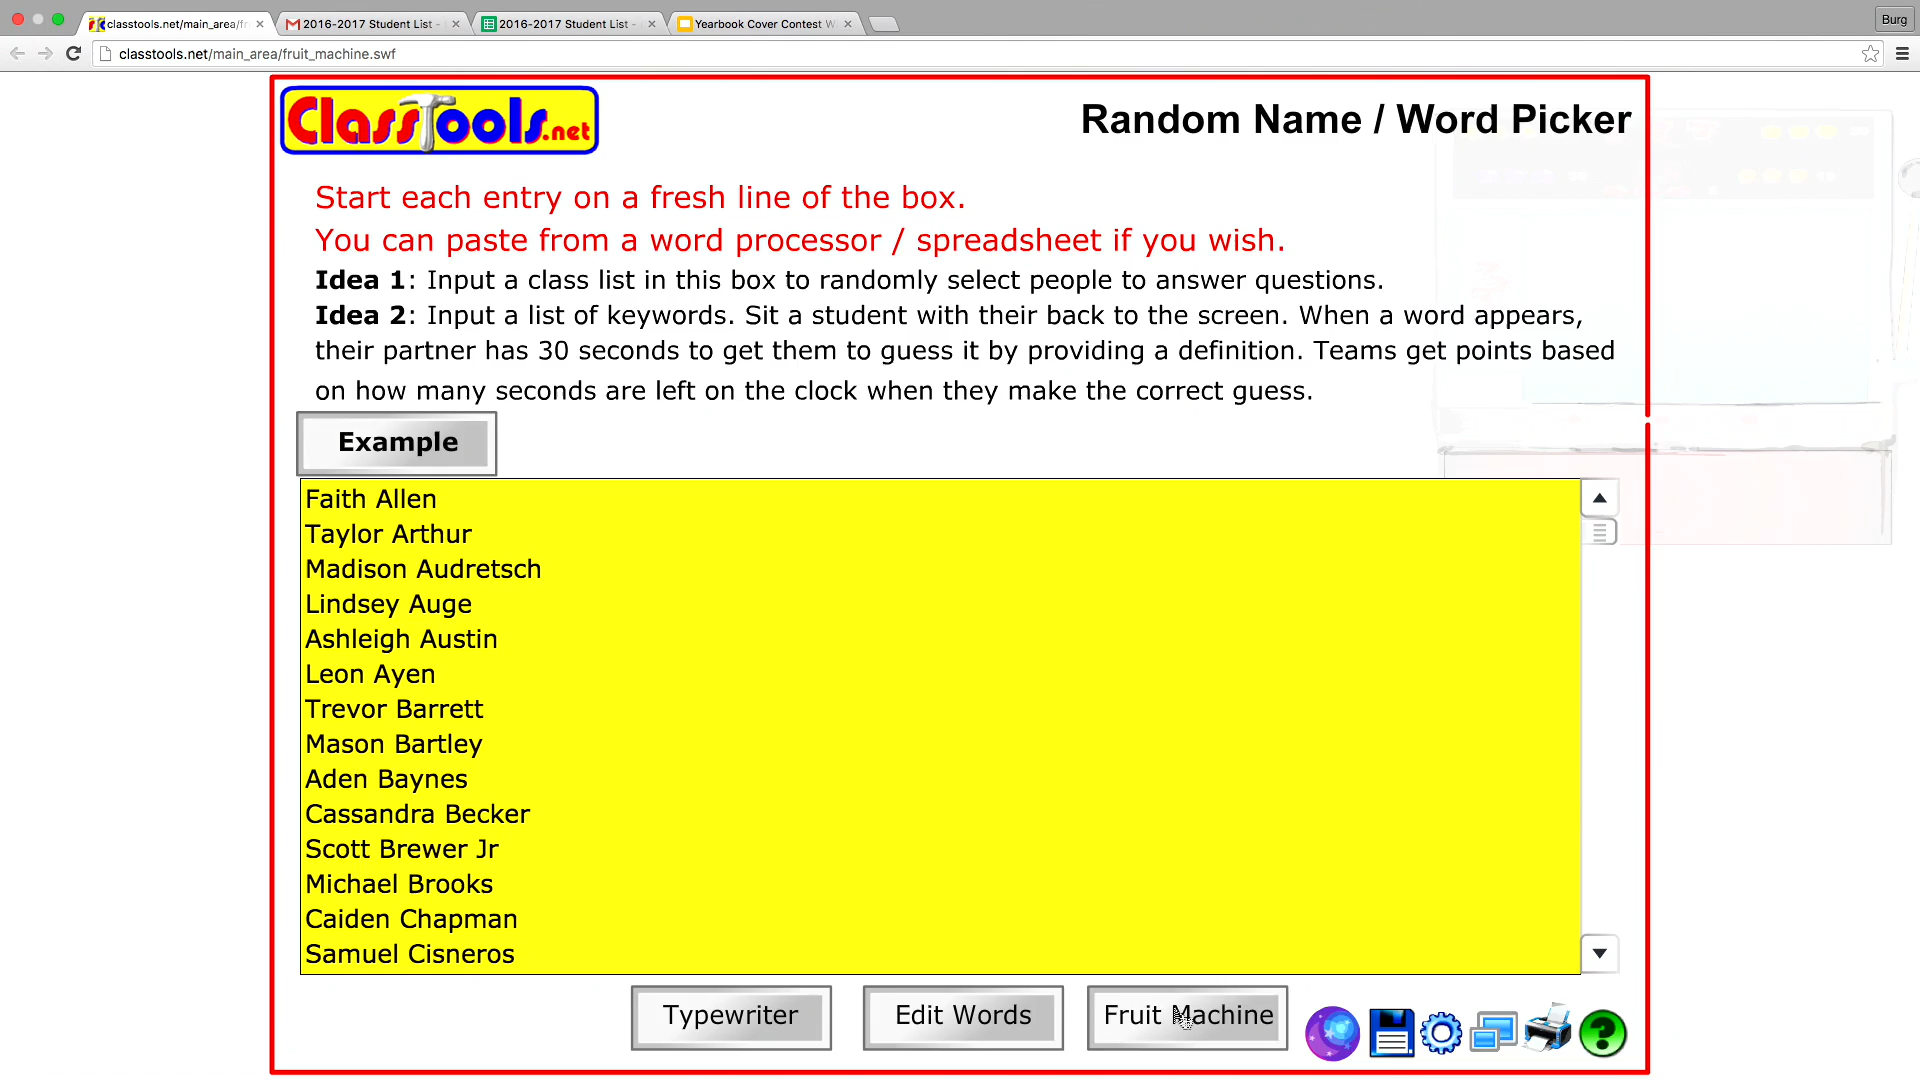 classtools.net/main_area/fr
2016-2017 Student List -
2016-2017 Student List -
Yearbook Cover Contest W
Burg
classtools.net/main_area/fruit_machine.swf
ClassTools.net
Random Name / Word Picker
Start each entry on a fresh line of the box.
You can paste from a word processor / spreadsheet if you wish.
Idea 1: Input a class list in this box to randomly select people to answer questions.
Idea 2: Input a list of keywords. Sit a student with their back to the screen. When a word appears,
their partner has 30 seconds to get them to guess it by providing a definition. Teams get points based
on how many seconds are left on the clock when they make the correct guess.
Example
Faith Allen
Taylor Arthur
Madison Audretsch
Lindsey Auge
Ashleigh Austin
Leon Ayen
Trevor Barrett
Mason Bartley
Aden Baynes
Cassandra Becker
Scott Brewer Jr
Michael Brooks
Caiden Chapman
Samuel Cisneros
Typewriter
Edit Words
Fruit Machine
?